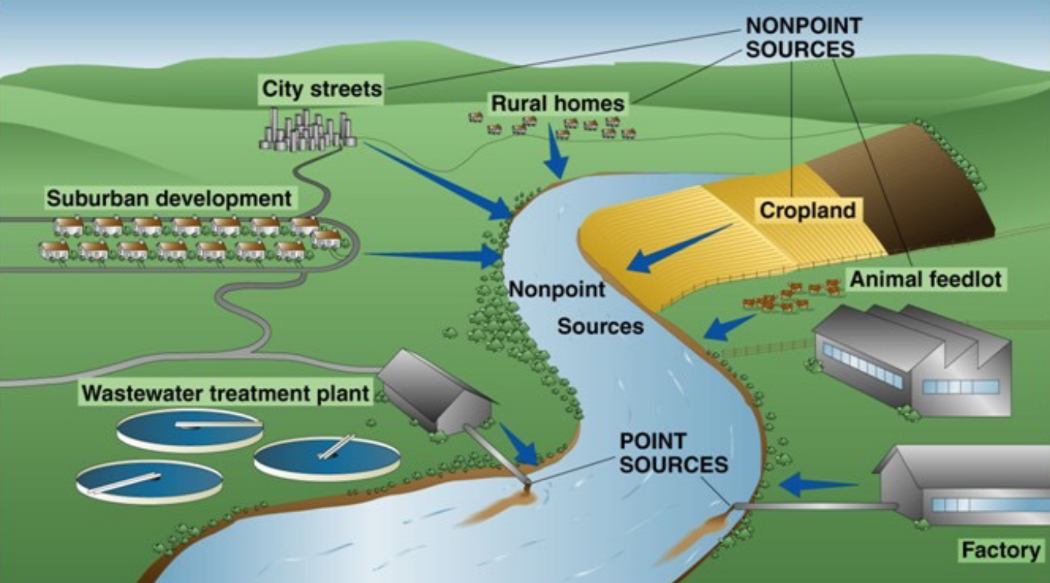 NONPOINT
SOURCES
City streets
Rural homes
Suburban development
Cropland
Animal feedlot
Nonpoint
Sources
Wastewater treatment plant
POINT
SOURCES
Factory